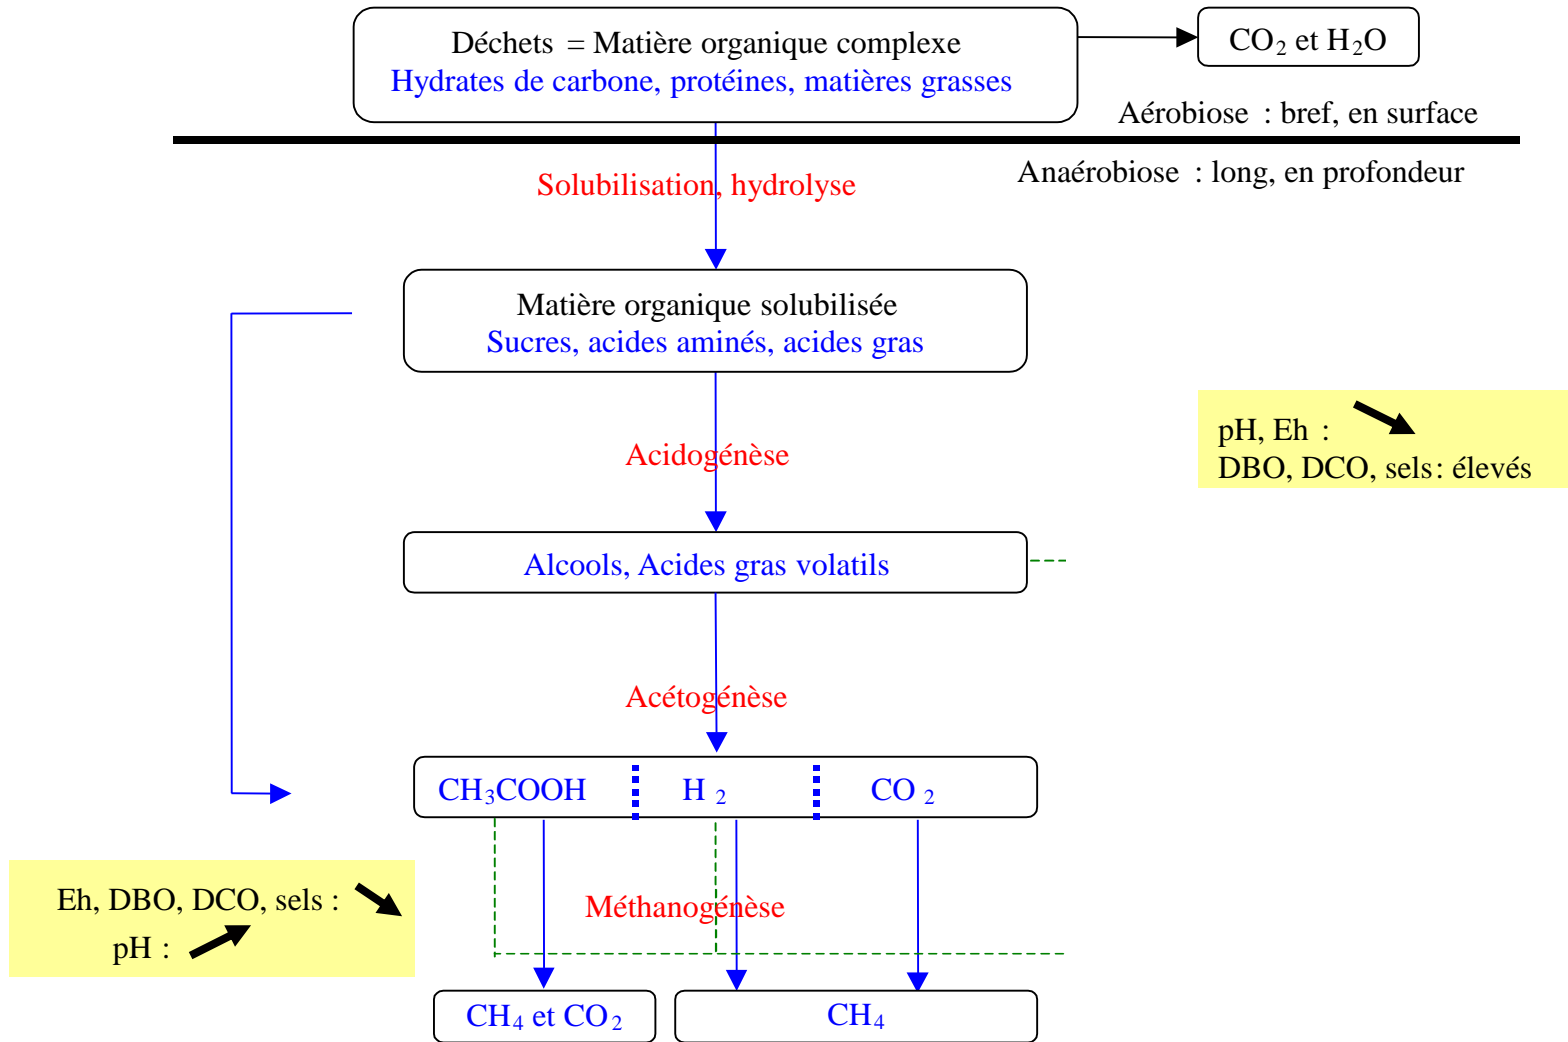 Déchets = Matière organique complexe
Hydrates de carbone, protéines, matières grasses
CO2 et H2O
Aérobiose : bref, en surface
Anaérobiose : long, en profondeur
Solubilisation, hydrolyse
Matière organique solubilisée
Sucres, acides aminés, acides gras
pH, Eh :
DBO, DCO, sels: élevés
Acidogénèse
Alcools, Acides gras volatils
Acétogénèse
CH3COOH
H2
CO2
Eh, DBO, DCO, sels :
pH :
Méthanogénèse
CH4 et CO2
CH4